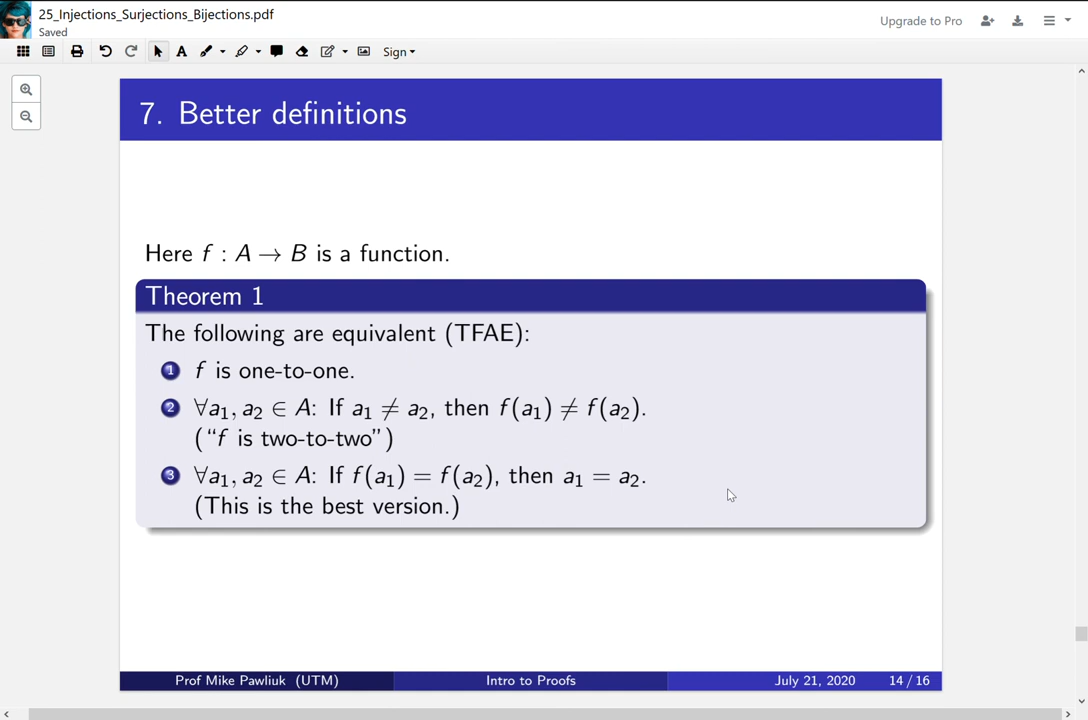 25_Injections_Surjections_Bijections.pdf
Saved
Upgrade to Pro
A
Sign
7. Better definitions
Here f : A → B is a function.
Theorem 1
The following are equivalent (TFAE):
1 f is one-to-one.
2 ∀a₁, a₂ ∈ A: If a₁ ≠ a₂, then f(a₁) ≠ f(a₂).
(“f is two-to-two”)
3 ∀a₁, a₂ ∈ A: If f(a₁) = f(a₂), then a₁ = a₂.
(This is the best version.)
Prof Mike Pawliuk (UTM) Intro to Proofs July 21, 2020 14 / 16